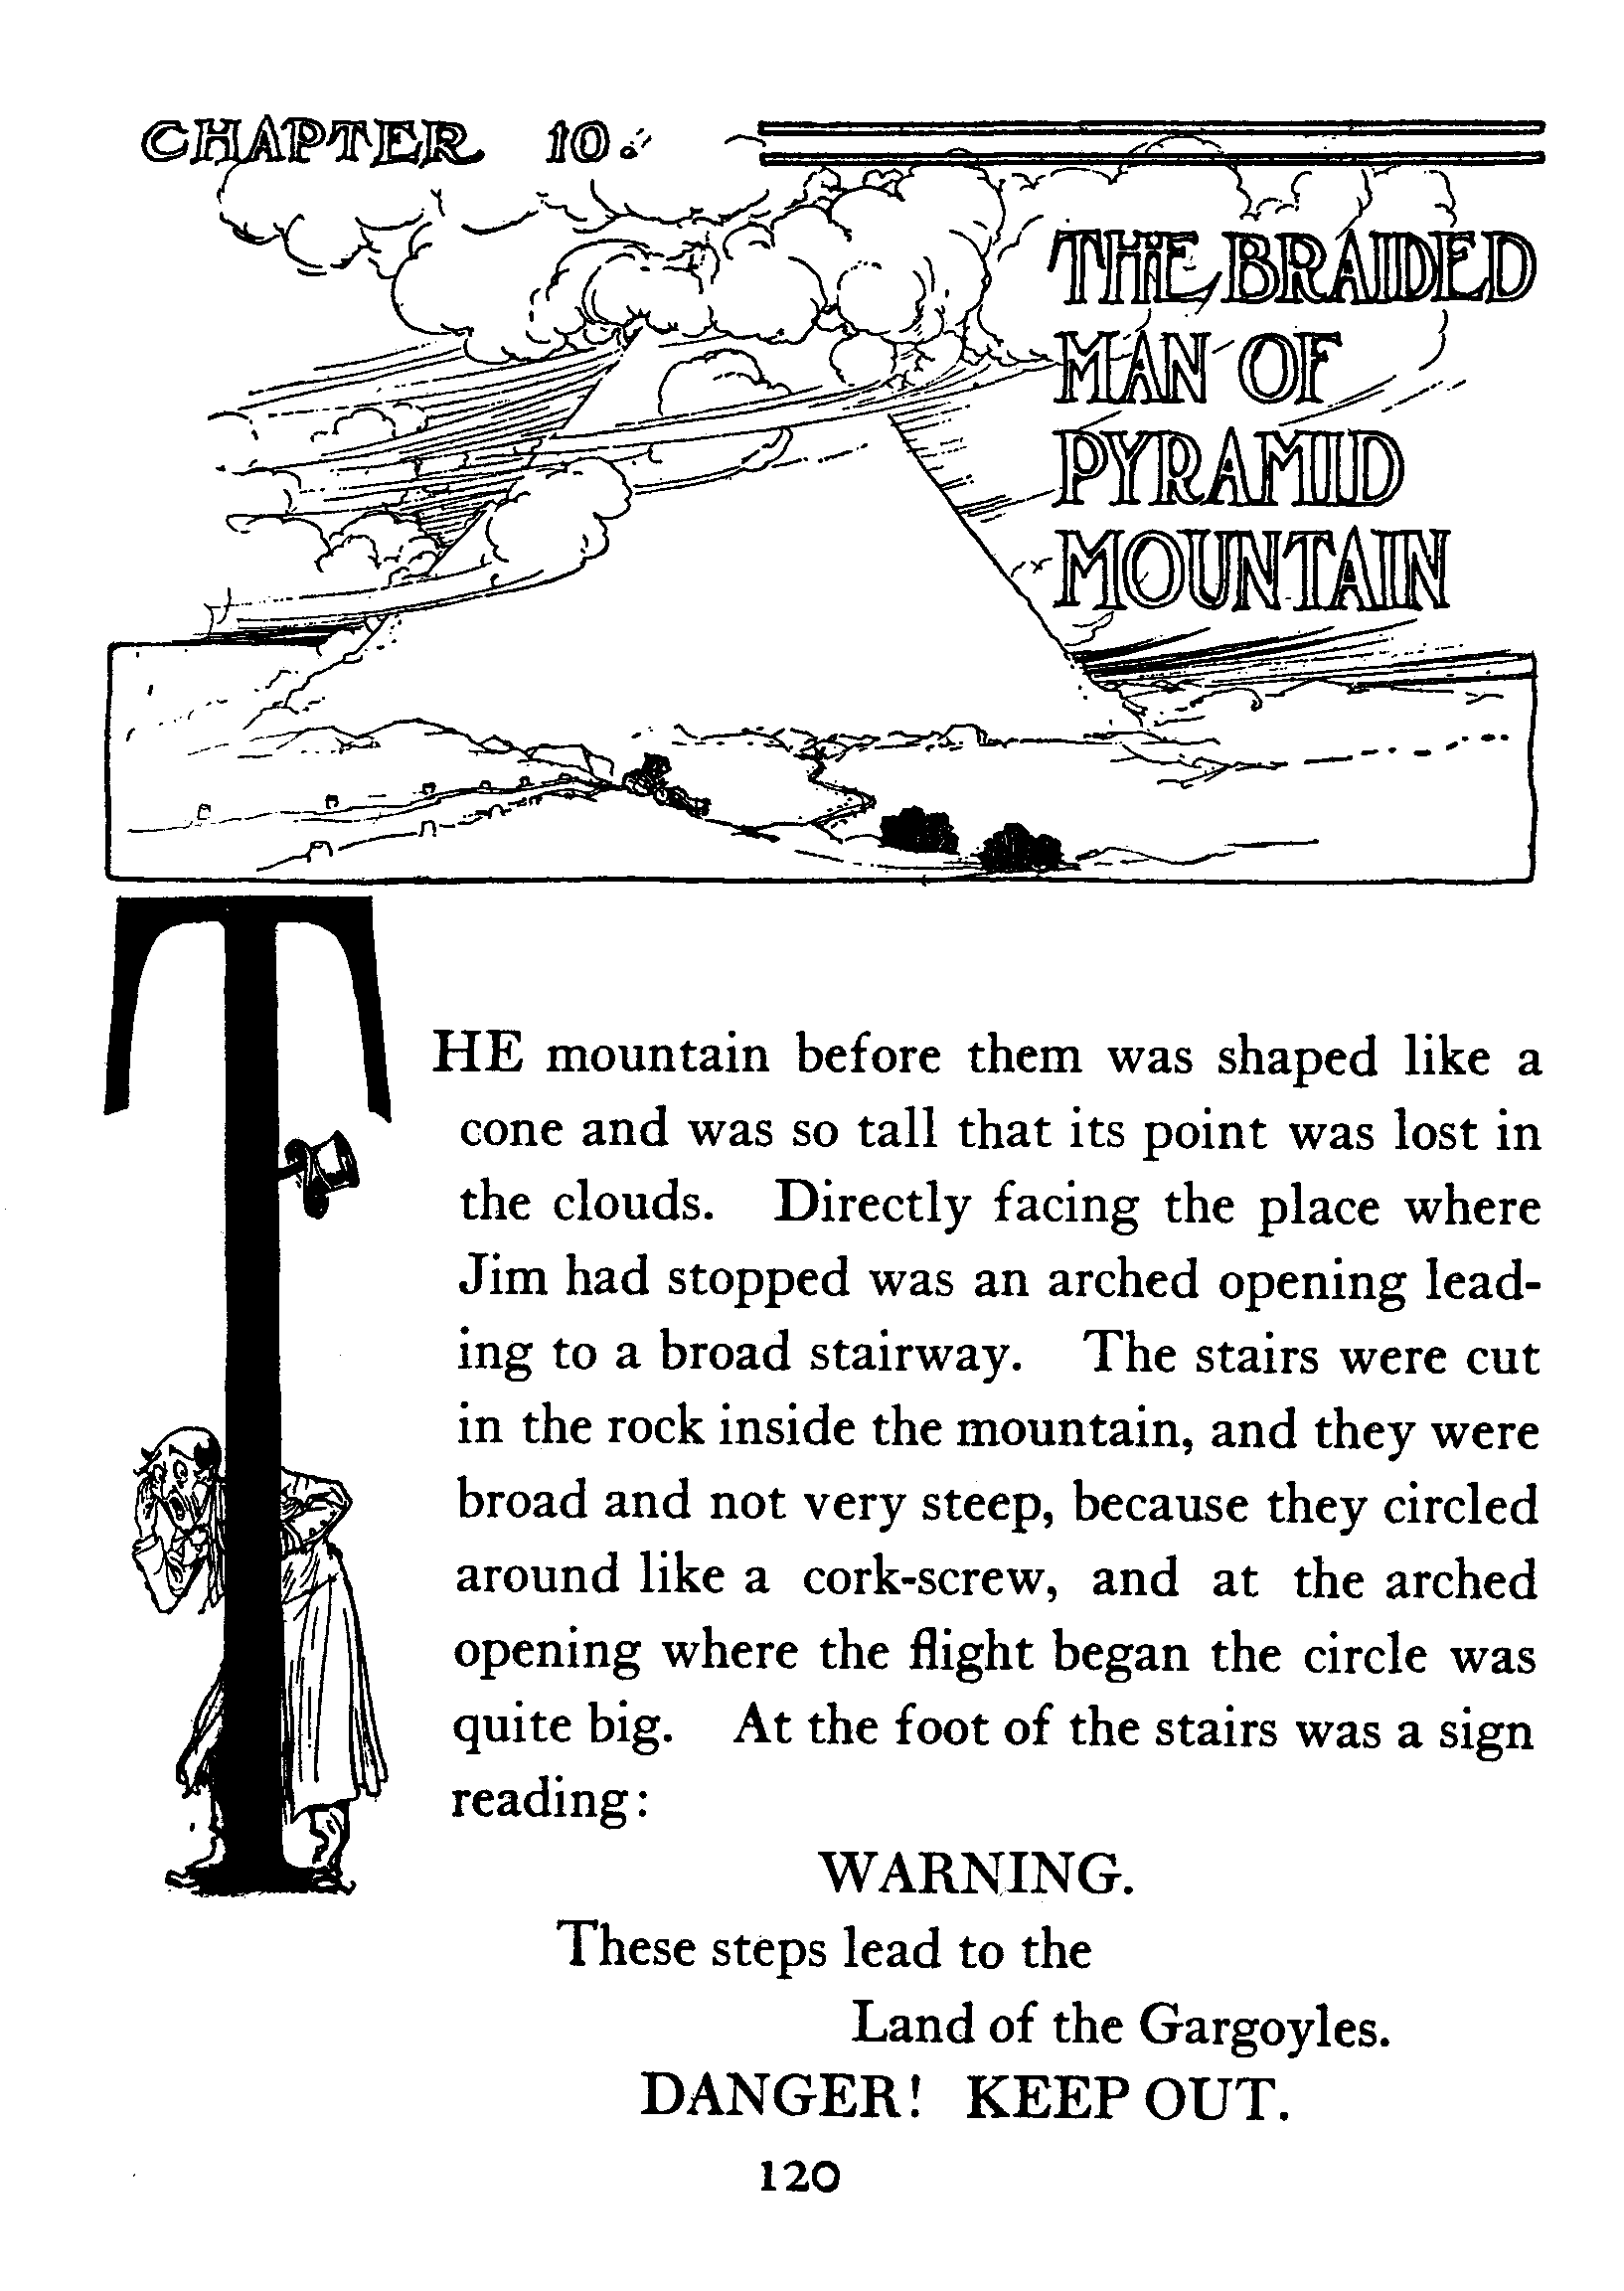 CHAPTER 10.
THE BRAIDED
MAN OF
PYRAMID
MOUNTAIN
THE mountain before them was shaped like a
cone and was so tall that its point was lost in
the clouds. Directly facing the place where
Jim had stopped was an arched opening lead-
ing to a broad stairway. The stairs were cut
in the rock inside the mountain, and they were
broad and not very steep, because they circled
around like a cork-screw, and at the arched
opening where the flight began the circle was
quite big. At the foot of the stairs was a sign
reading:
WARNING.
These steps lead to the
Land of the Gargoyles.
DANGER! KEEP OUT.
120